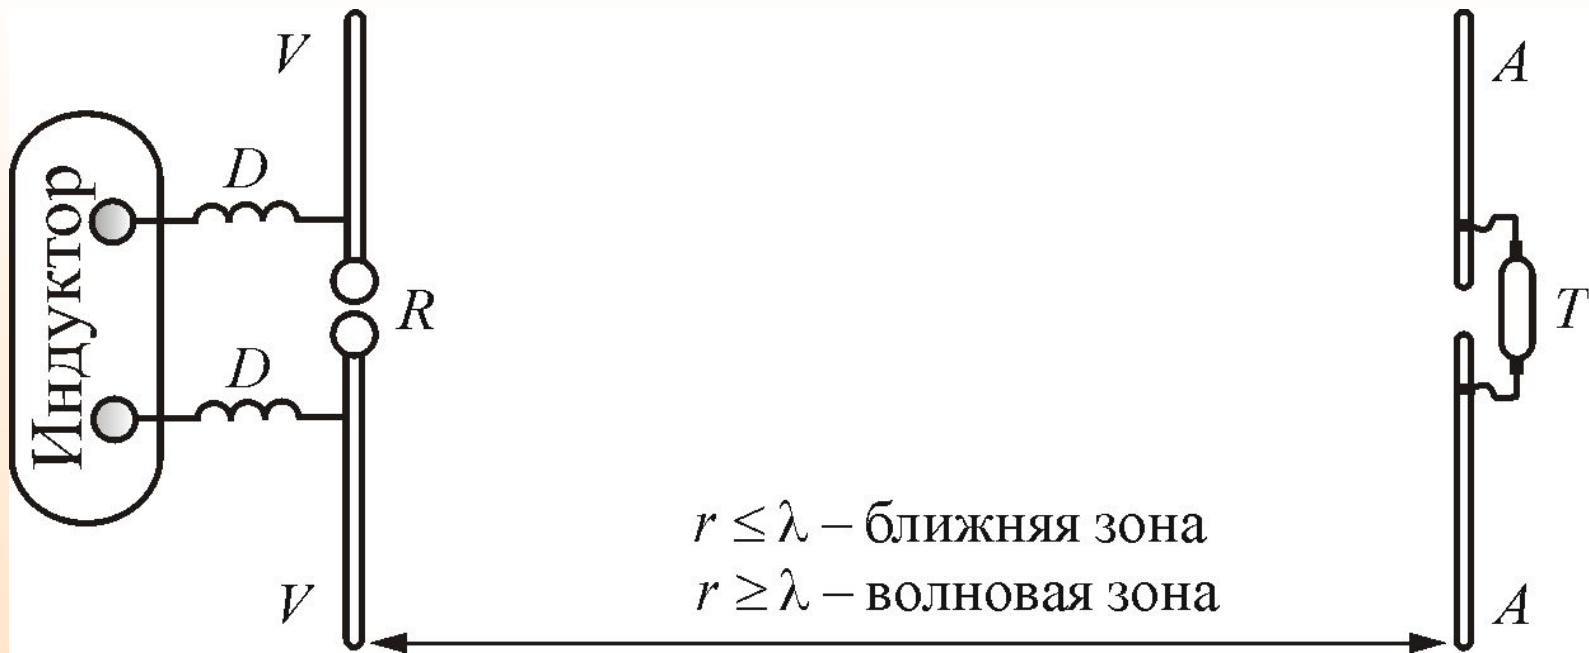 V
A
D
Индуктор
R
T
D
r ≤ λ – ближняя зона
r ≥ λ – волновая зона
V
A